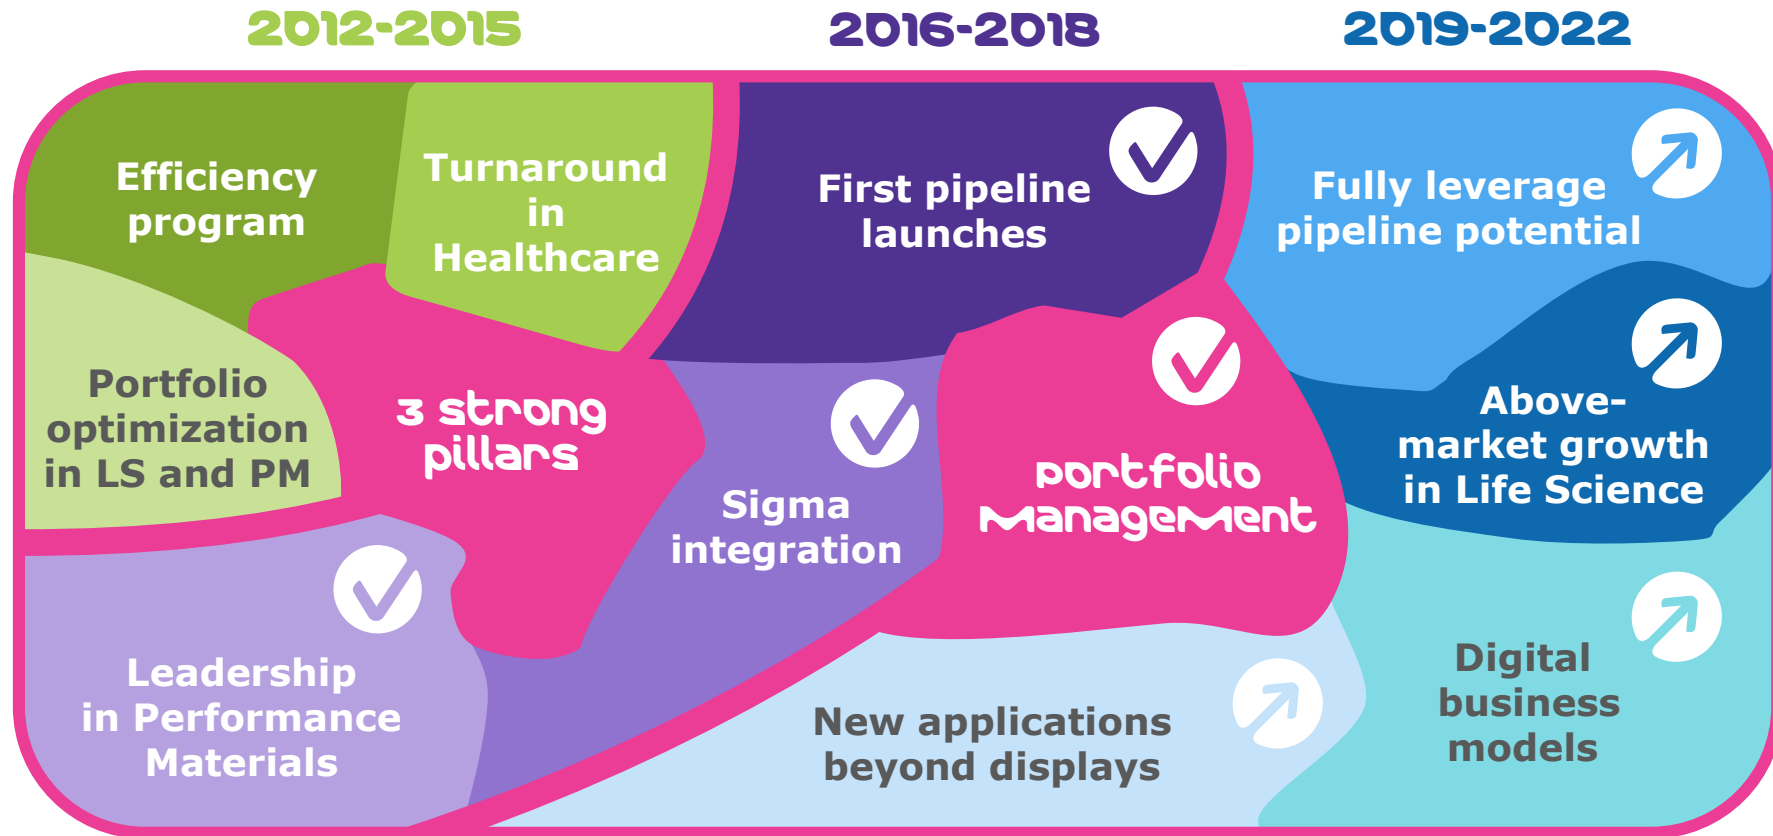 2012-2015
2016-2018
2019-2022
Efficiency
program
Turnaround
in
Healthcare
First pipeline
launches
Fully leverage
pipeline potential
Portfolio
optimization
in LS and PM
3 strong
pillars
Sigma
integration
portfolio
management
Above-
market growth
in Life Science
Leadership
in Performance
Materials
New applications
beyond displays
Digital
business
models